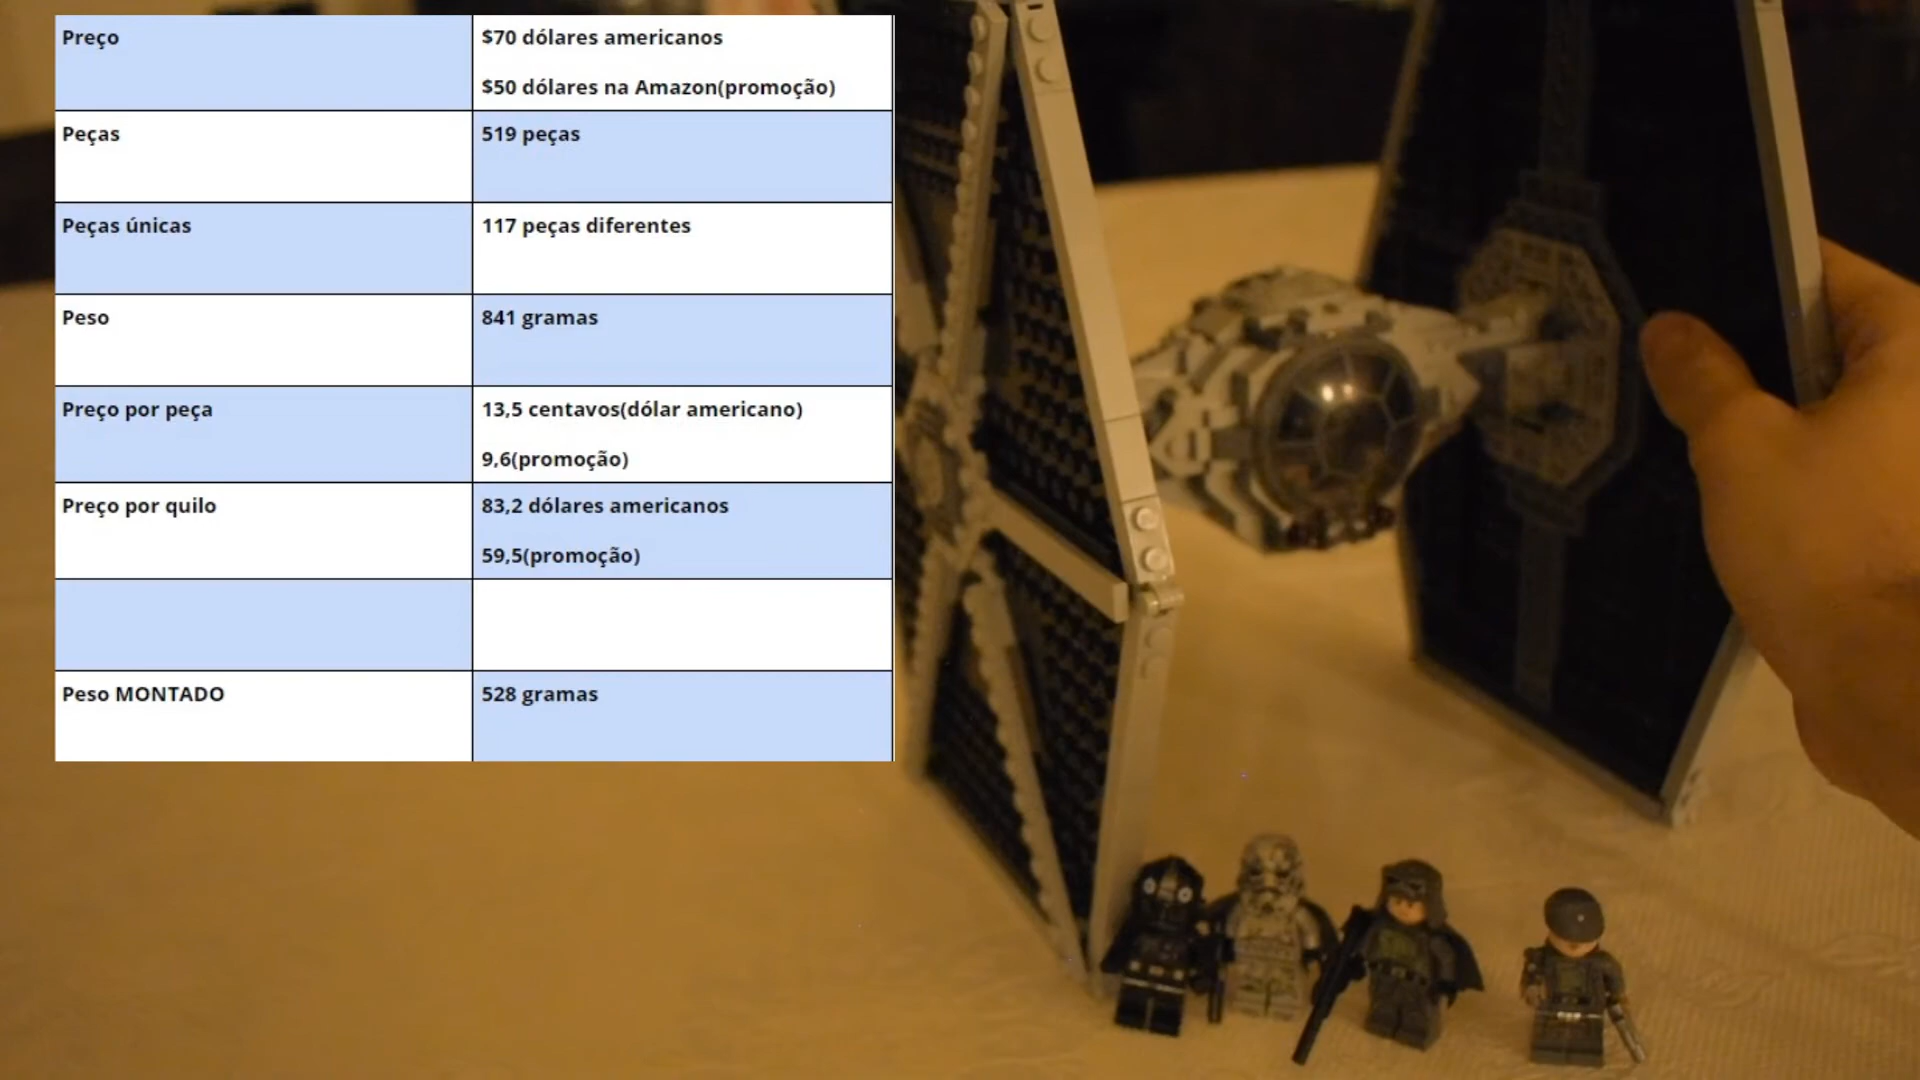 Preço
$70 dólares americanos
$50 dólares na Amazon(promoção)
Peças
519 peças
Peças únicas
117 peças diferentes
Peso
841 gramas
Preço por peça
13,5 centavos(dólar americano)
9,6(promoção)
Preço por quilo
83,2 dólares americanos
59,5(promoção)
Peso MONTADO
528 gramas